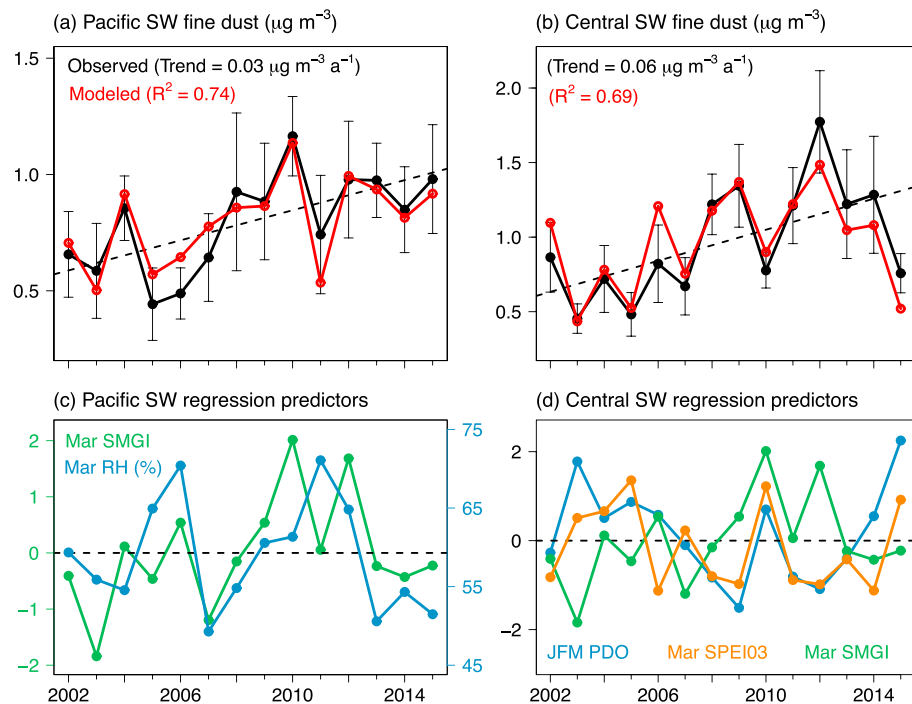 (a) Pacific SW fine dust (μg m⁻³)
Observed (Trend = 0.03 μg m⁻³ a⁻¹)
Modeled (R² = 0.74)
1.5
1.0
0.5
(b) Central SW fine dust (μg m⁻³)
(Trend = 0.06 μg m⁻³ a⁻¹)
(R² = 0.69)
2.0
1.5
1.0
0.5
(c) Pacific SW regression predictors
Mar SMGI
Mar RH (%)
2
1
0
−1
−2
75
65
55
45
2002 2006 2010 2014
(d) Central SW regression predictors
2
0
−2
JFM PDO Mar SPEI03 Mar SMGI
2002 2006 2010 2014